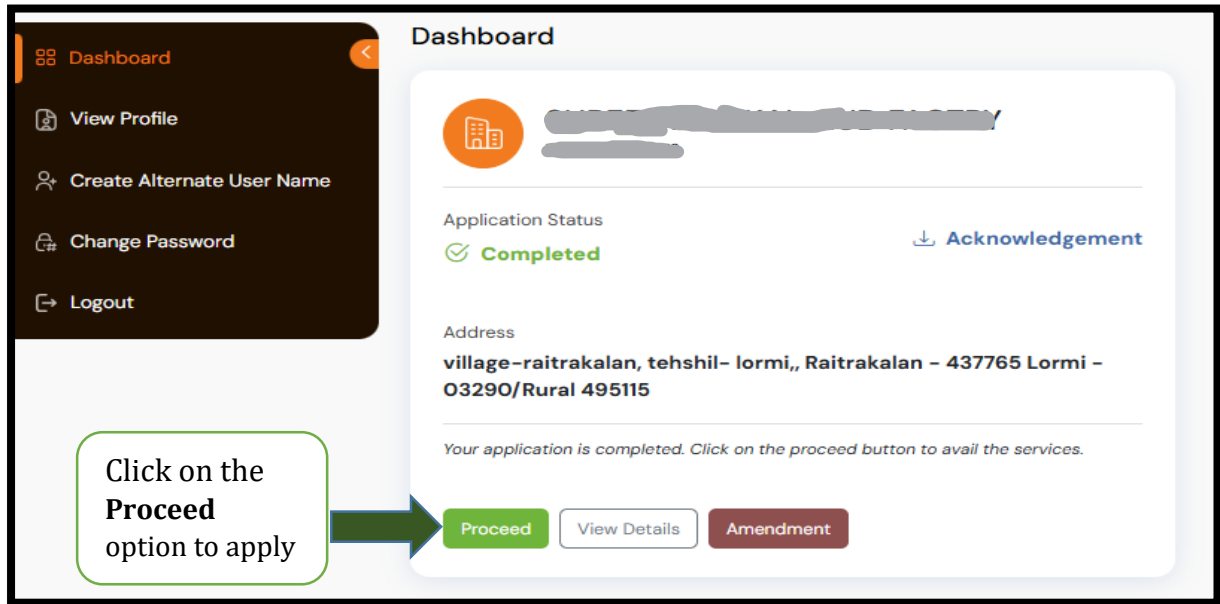 Dashboard
View Profile
Create Alternate User Name
Change Password
Logout
Dashboard
Application Status
Completed
Acknowledgement
Address
village-raitrakalan, tehshil- lormi,, Raitrakalan - 437765 Lormi -
03290/Rural 495115
Your application is completed. Click on the proceed button to avail the services.
Click on the
Proceed
option to apply
Proceed
View Details
Amendment